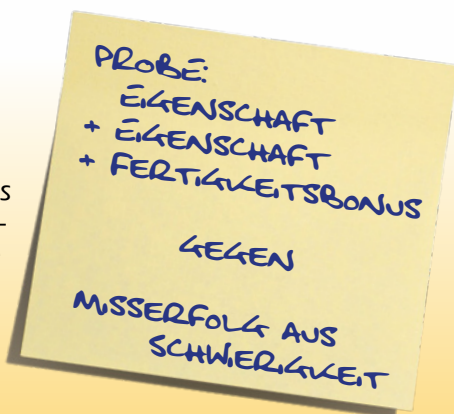 PROBE:
EIGENSCHAFT
+ EIGENSCHAFT
+ FERTIGKEITSBONUS
GEGEN
MISSERFOLG AUS
SCHWIERIGKEIT
s
-